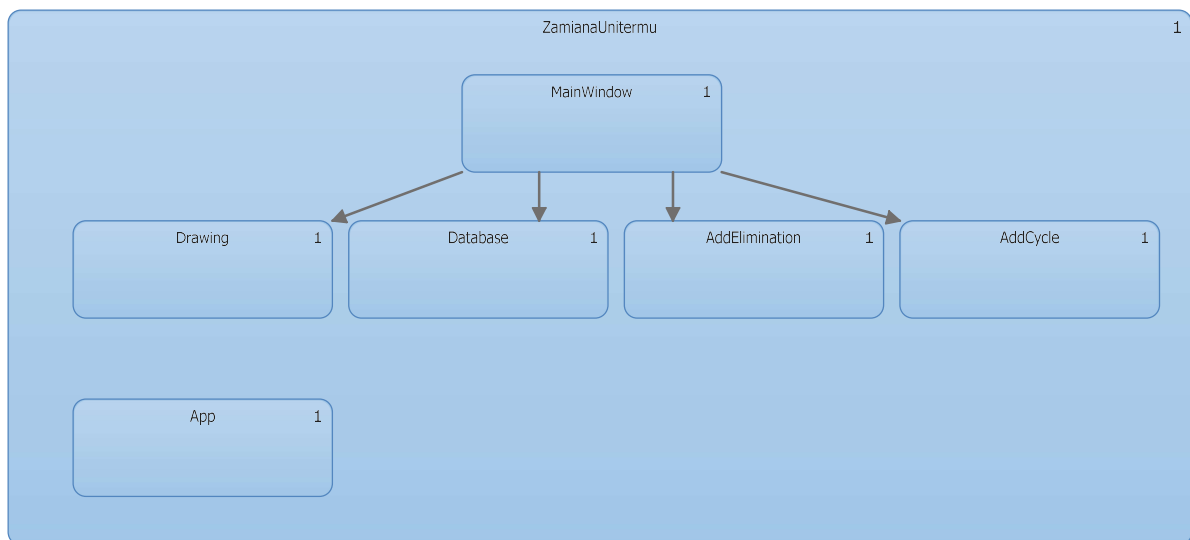 ZamianaUnitermu 1
MainWindow 1
Drawing 1
Database 1
AddElimination 1
AddCycle 1
App 1